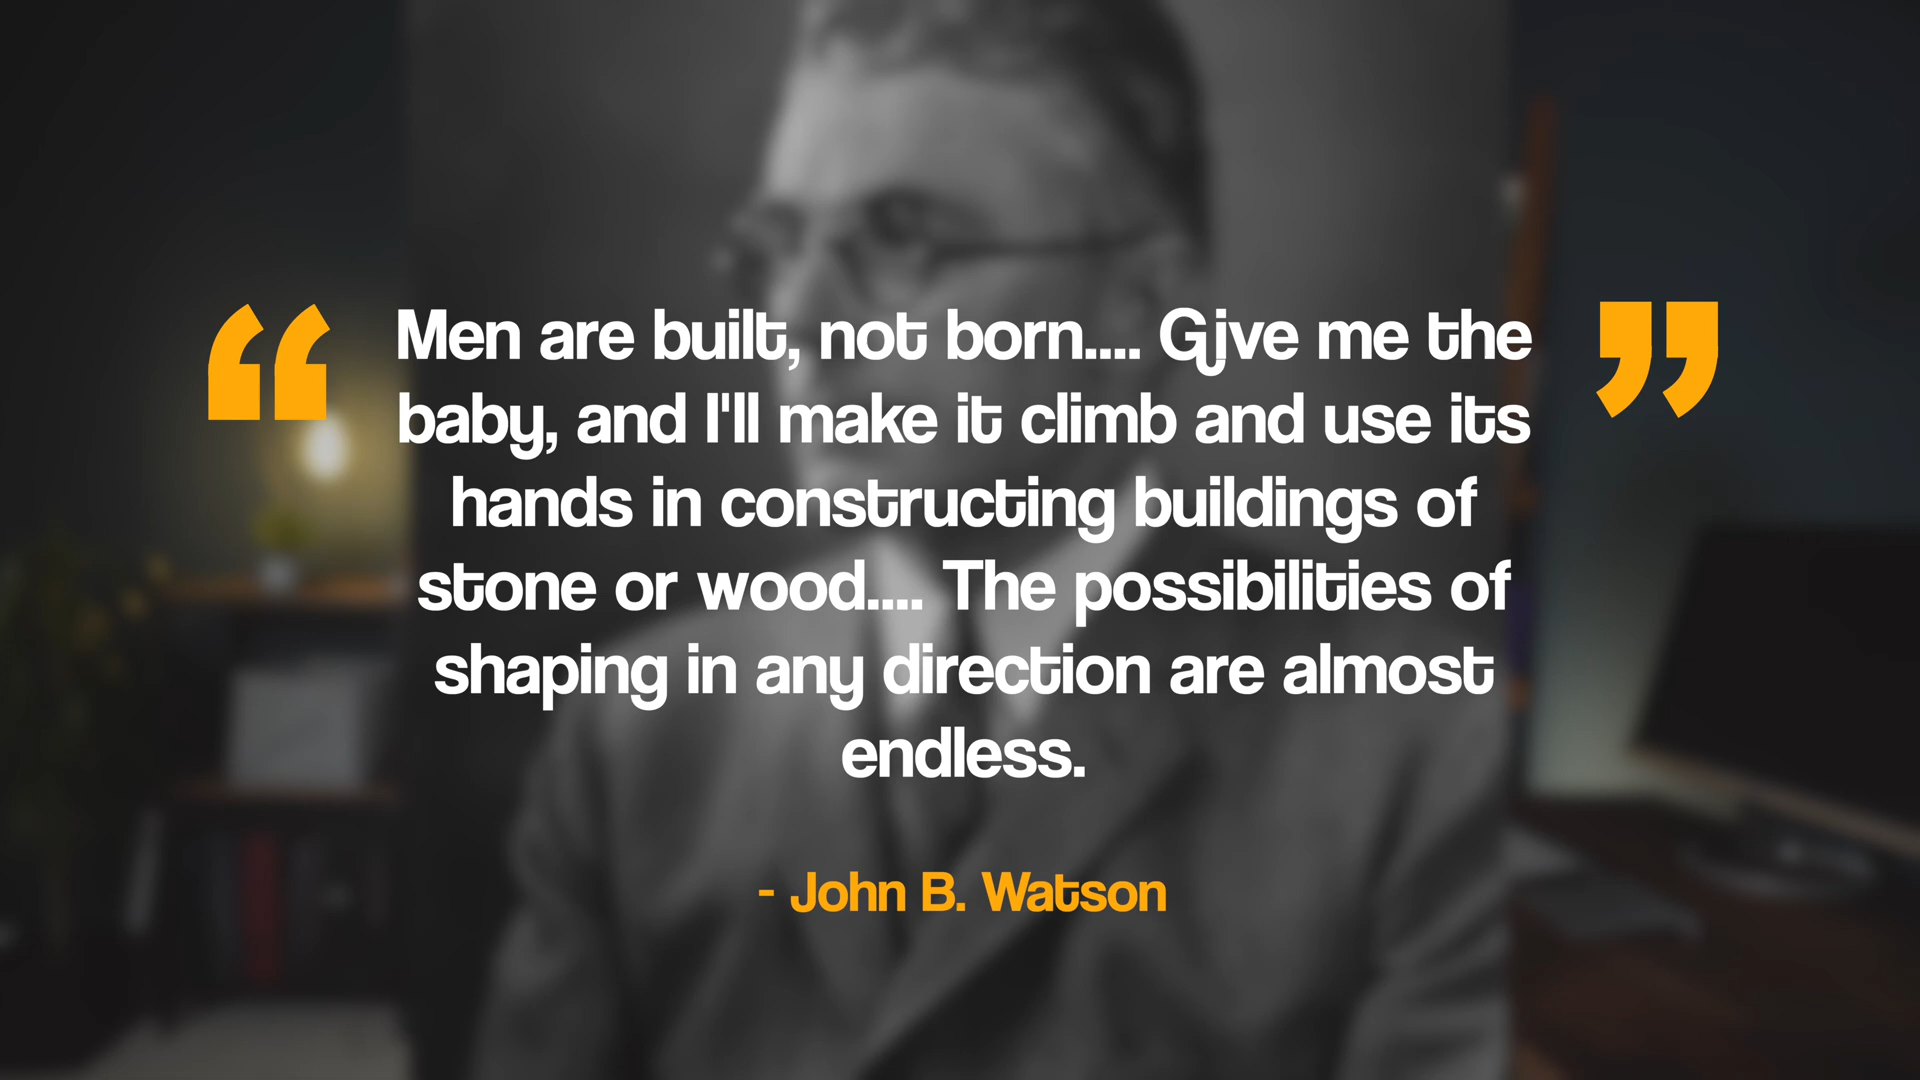 “Men are built, not born.... Give me the ”
baby, and I'll make it climb and use its
hands in constructing buildings of
stone or wood.... The possibilities of
shaping in any direction are almost
endless.
- John B. Watson